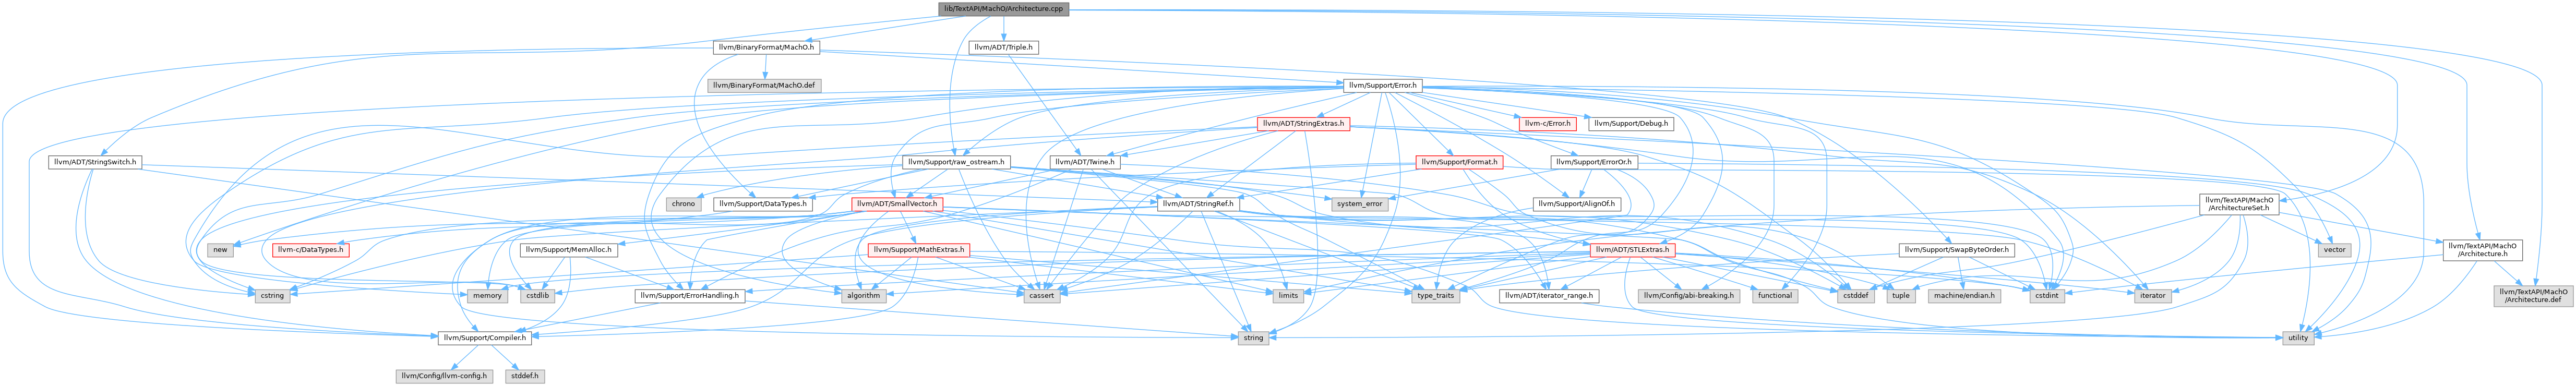 lib/TextAPI/MachO/Architecture.cpp
llvm/BinaryFormat/MachO.h
llvm/ADT/Triple.h
llvm/BinaryFormat/MachO.def
llvm/Support/Error.h
llvm/ADT/StringExtras.h
llvm-c/Error.h
llvm/Support/Debug.h
llvm/ADT/StringSwitch.h
llvm/Support/raw_ostream.h
llvm/ADT/Twine.h
llvm/Support/Format.h
llvm/Support/ErrorOr.h
chrono
llvm/Support/DataTypes.h
llvm/ADT/SmallVector.h
llvm/ADT/StringRef.h
system_error
llvm/Support/AlignOf.h
llvm/TextAPI/MachO
/ArchitectureSet.h
new
llvm-c/DataTypes.h
llvm/Support/MemAlloc.h
llvm/Support/MathExtras.h
llvm/ADT/STLExtras.h
llvm/Support/SwapByteOrder.h
vector
llvm/TextAPI/MachO
/Architecture.h
cstring
memory
cstdlib
llvm/Support/ErrorHandling.h
algorithm
cassert
limits
type_traits
llvm/ADT/iterator_range.h
llvm/Config/abi-breaking.h
functional
cstddef
tuple
machine/endian.h
cstdint
iterator
llvm/TextAPI/MachO
/Architecture.def
llvm/Support/Compiler.h
string
utility
llvm/Config/llvm-config.h
stddef.h